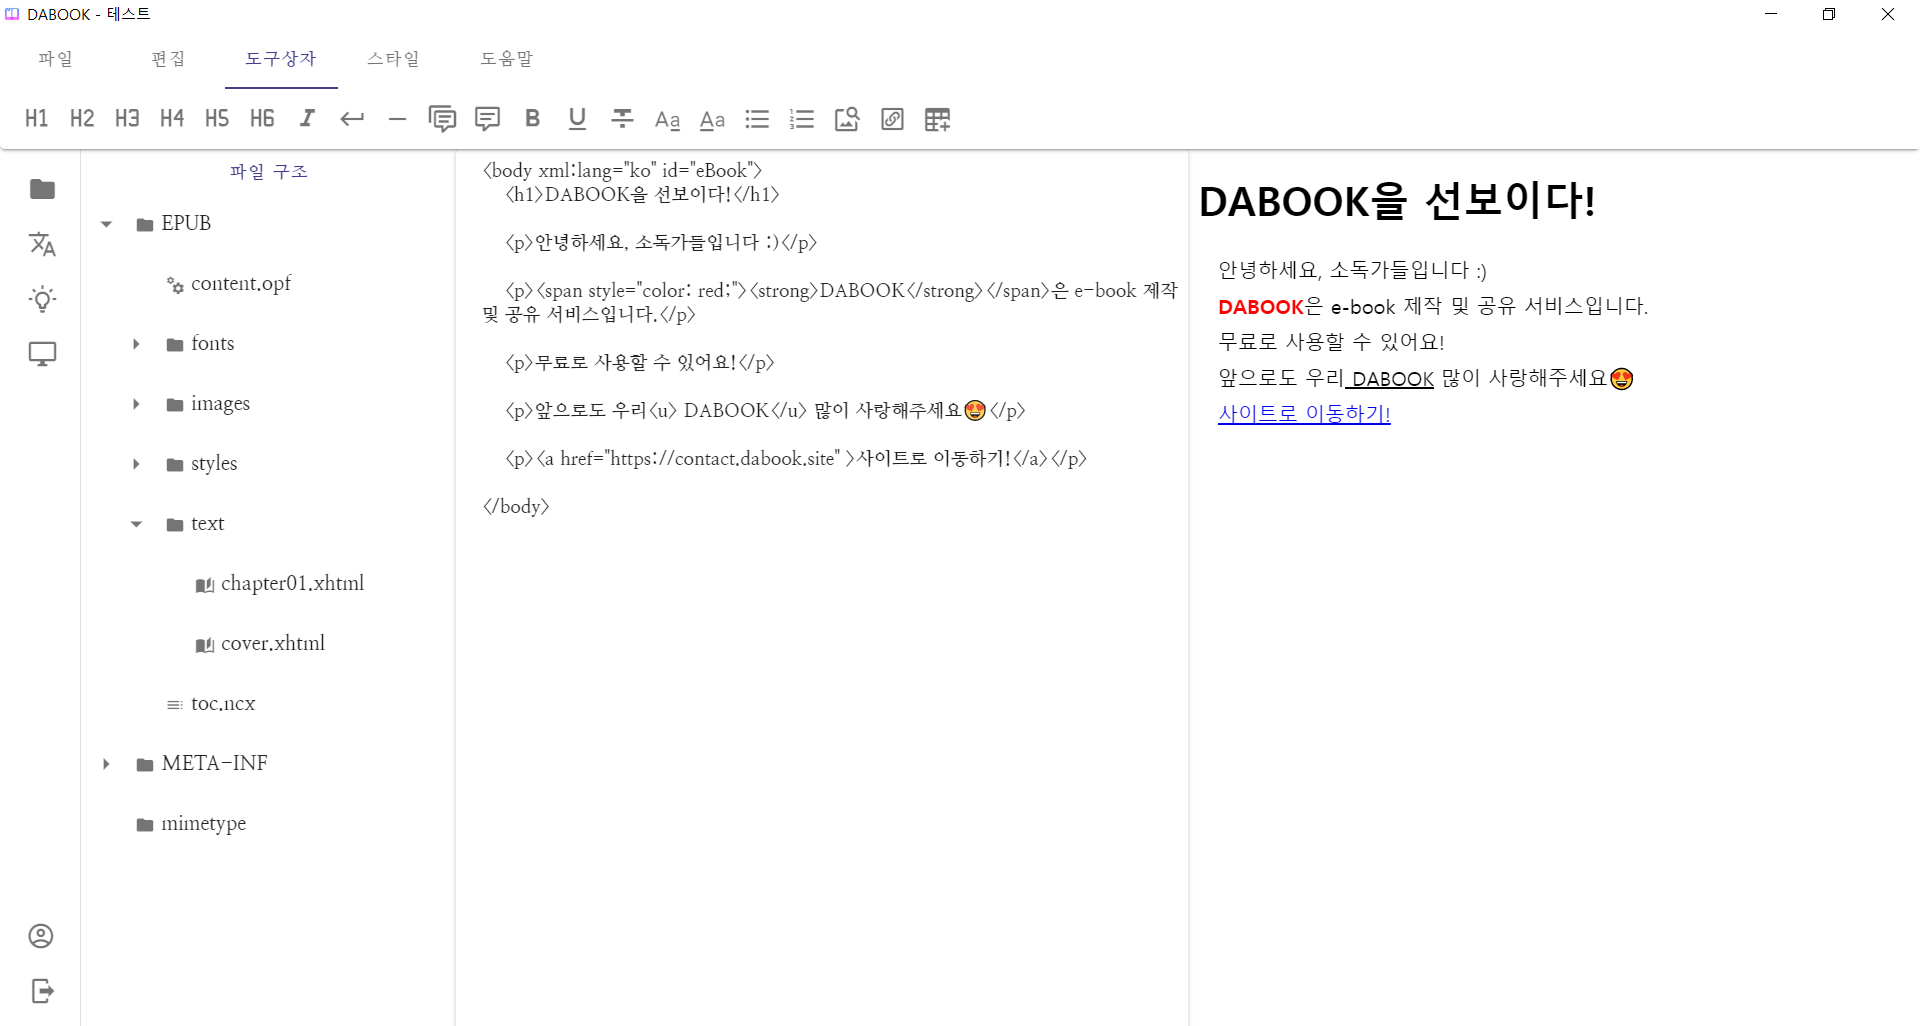 DABOOK - 테스트
파일 편집 도구상자 스타일 도움말
H1 H2 H3 H4 H5 H6 I B U T Aa Aa
파일 구조
EPUB
content.opf
fonts
images
styles
text
chapter01.xhtml
cover.xhtml
toc.ncx
META-INF
mimetype
<body xml:lang="ko" id="eBook">
<h1>DABOOK을 선보이다!</h1>
<p>안녕하세요, 소독가들입니다 :)</p>
<p><span style="color: red;"><strong>DABOOK</strong></span>은 e-book 제작
및 공유 서비스입니다.</p>
<p>무료로 사용할 수 있어요!</p>
<p>앞으로도 우리<u> DABOOK</u> 많이 사랑해주세요😍</p>
<p><a href="https://contact.dabook.site" >사이트로 이동하기!</a></p>
</body>
DABOOK을 선보이다!
안녕하세요, 소독가들입니다 :)
DABOOK은 e-book 제작 및 공유 서비스입니다.
무료로 사용할 수 있어요!
앞으로도 우리 DABOOK 많이 사랑해주세요😍
사이트로 이동하기!